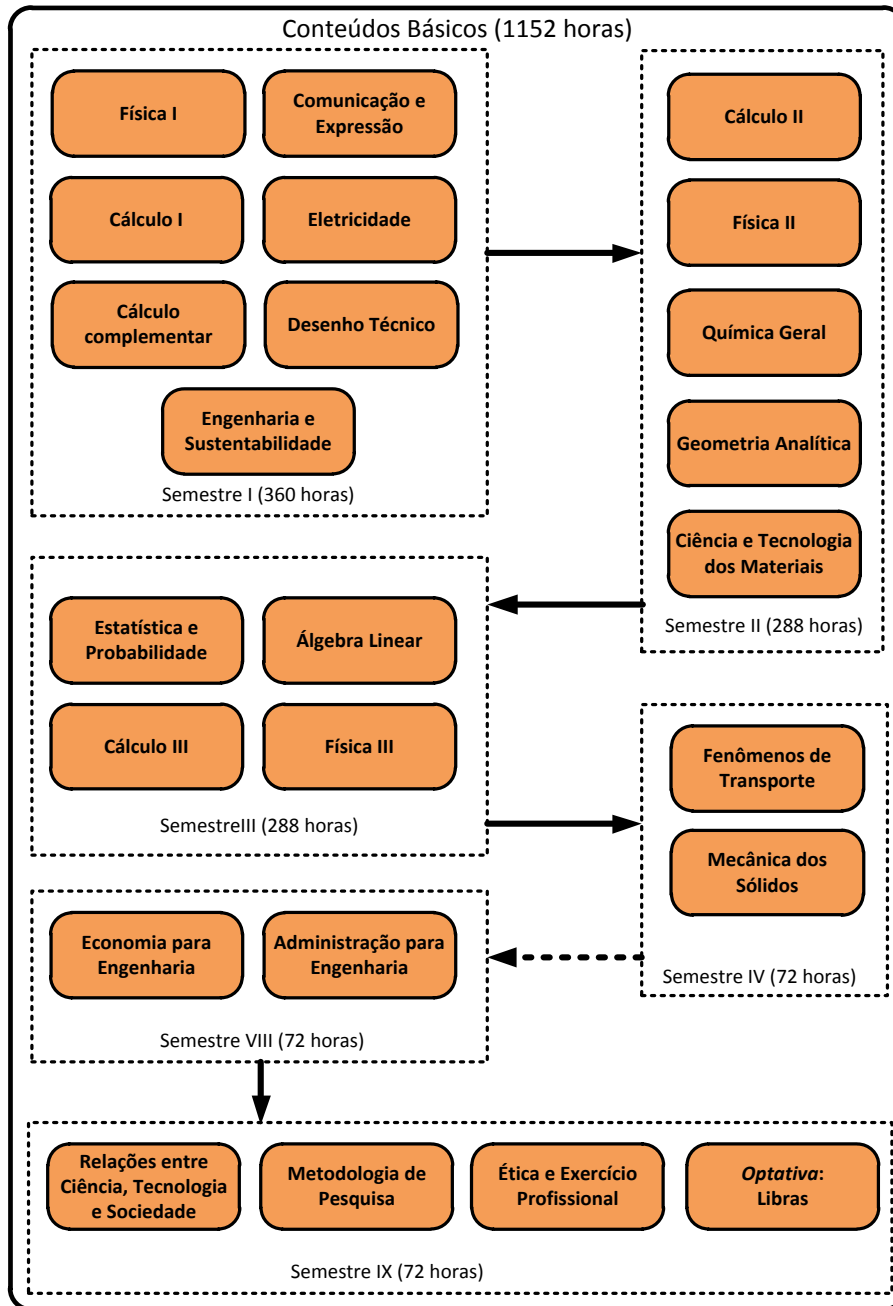 Conteúdos Básicos (1152 horas)
Física I
Comunicação e
Expressão
Cálculo I
Eletricidade
Cálculo
complementar
Desenho Técnico
Engenharia e
Sustentabilidade
Semestre I (360 horas)
Cálculo II
Física II
Química Geral
Geometria Analítica
Ciência e Tecnologia
dos Materiais
Semestre II (288 horas)
Estatística e
Probabilidade
Álgebra Linear
Cálculo III
Física III
SemestreIII (288 horas)
Fenômenos de
Transporte
Mecânica dos
Sólidos
Semestre IV (72 horas)
Economia para
Engenharia
Administração para
Engenharia
Semestre VIII (72 horas)
Relações entre
Ciência, Tecnologia
e Sociedade
Metodologia de
Pesquisa
Ética e Exercício
Profissional
Optativa:
Libras
Semestre IX (72 horas)